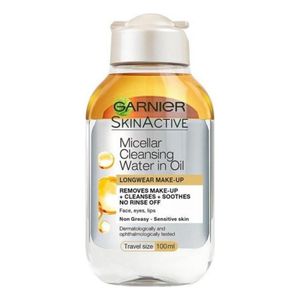 GARNIER
SKINACTIVE
Micellar
Cleansing
Water in Oil
LONGWEAR MAKE-UP
REMOVES MAKE-UP
+ CLEANSES + SOOTHES
NO RINSE OFF
Face, eyes, lips
Non Greasy - Sensitive skin
Dermatologically and
ophthalmologically tested
Travel size 100ml